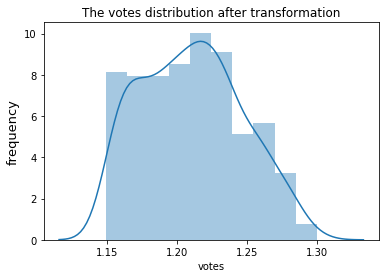 The votes distribution after transformation
frequency
10
8
6
4
2
0
1.15 1.20 1.25 1.30
votes